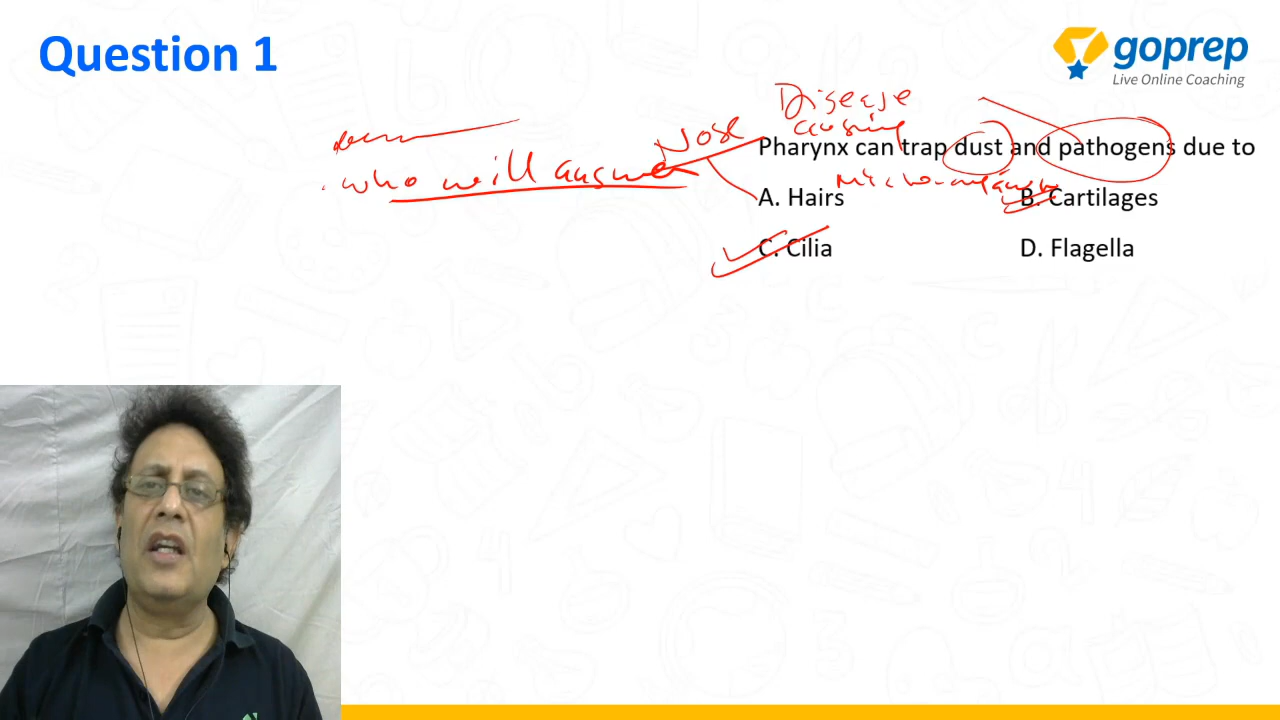 Question 1
goprep
Live Online Coaching
Disease
causing
Nose
Pharynx can trap dust and pathogens due to
who will answer
A. Hairs
B. Cartilages
C. Cilia
D. Flagella